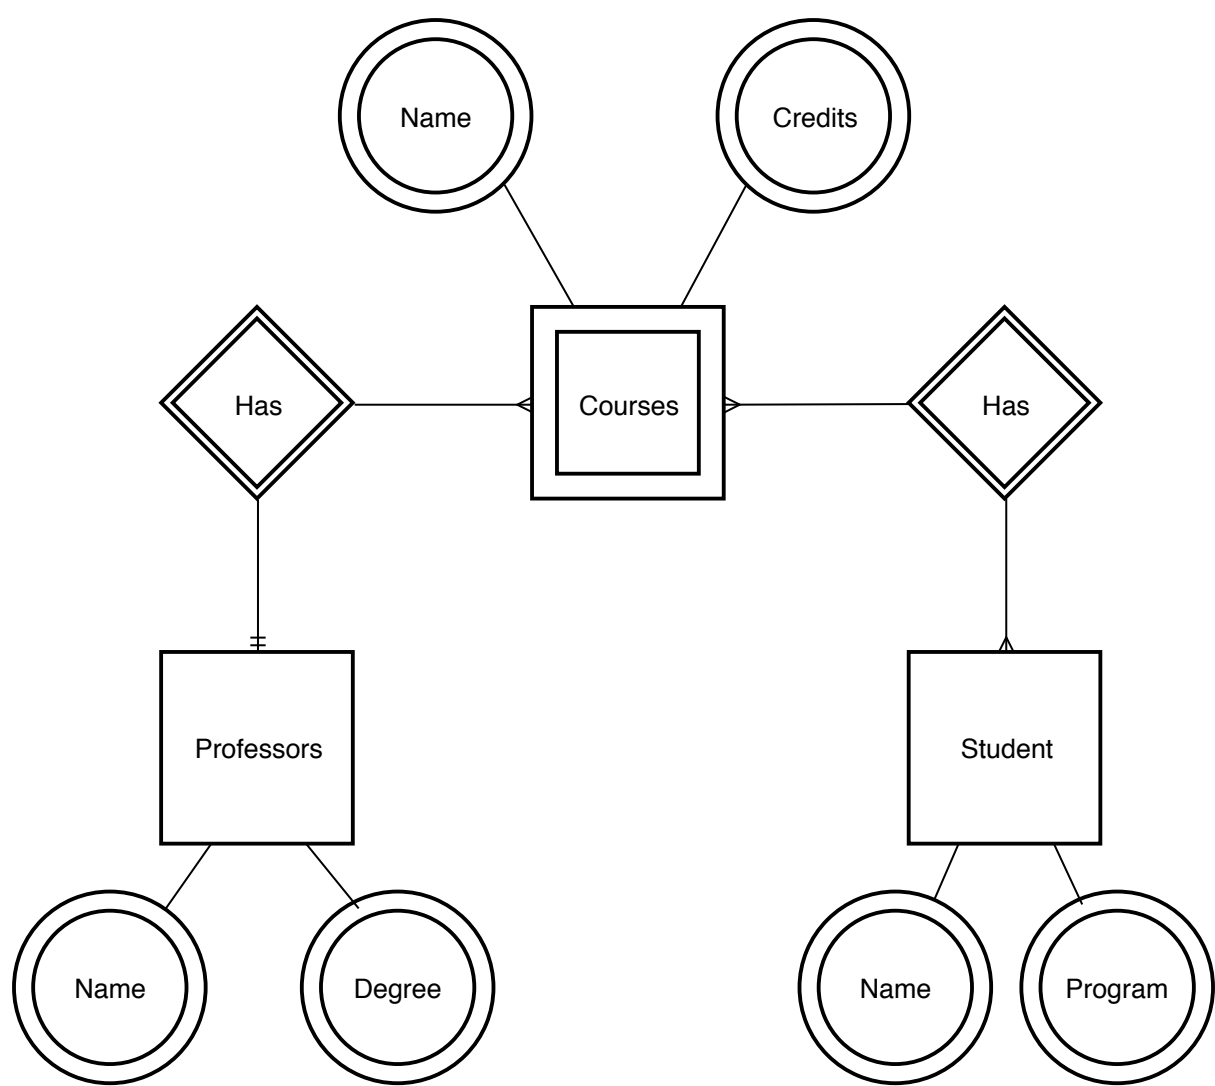 Name
Credits
Has
Courses
Has
Professors
Student
Name
Degree
Name
Program